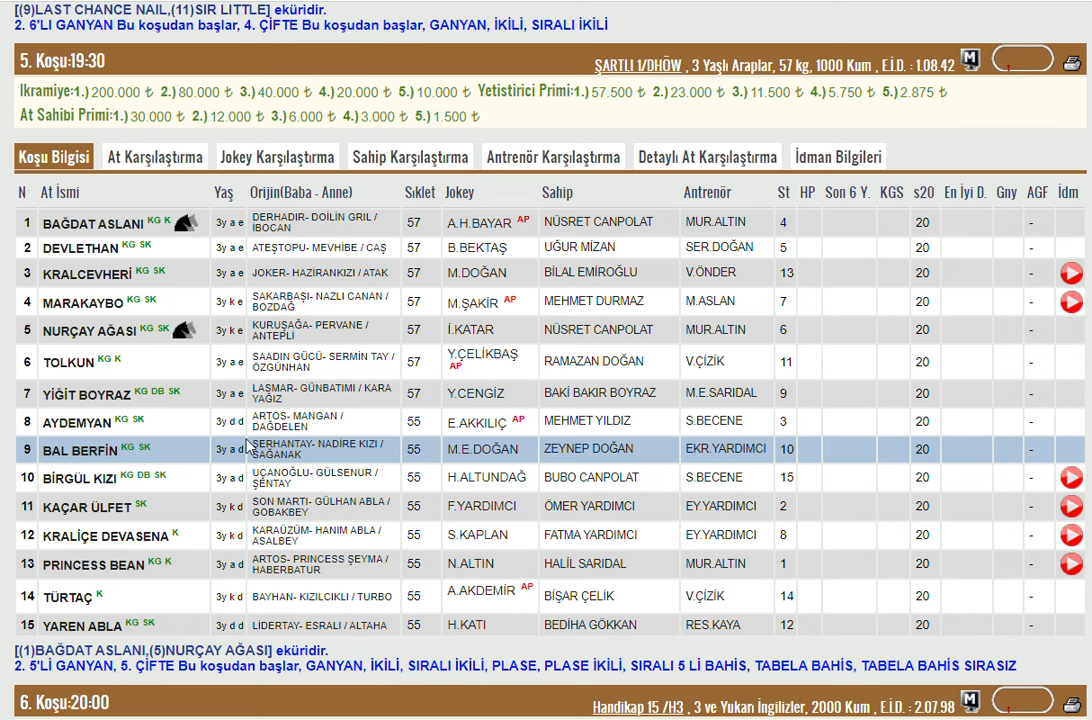 [(9)LAST CHANCE NAIL,(11)SIR LITTLE] eküridir.
2. 6'LI GANYAN Bu koşudan başlar, 4. ÇİFTE Bu koşudan başlar, GANYAN, İKİLİ, SIRALI İKİLİ
5. Koşu:19:30 ŞARTLI 1/DHÖW , 3 Yaşlı Araplar, 57 kg, 1000 Kum , E.İ.D. : 1.08.42 M
İkramiye:1.) 200.000 ₺ 2.) 80.000 ₺ 3.) 40.000 ₺ 4.) 20.000 ₺ 5.) 10.000 ₺ Yetistirici Primi:1.) 57.500 ₺ 2.) 23.000 ₺ 3.) 11.500 ₺ 4.) 5.750 ₺ 5.) 2.875 ₺
At Sahibi Primi:1.) 30.000 ₺ 2.) 12.000 ₺ 3.) 6.000 ₺ 4.) 3.000 ₺ 5.) 1.500 ₺
Koşu Bilgisi At Karşılaştırma Jokey Karşılaştırma Sahip Karşılaştırma Antrenör Karşılaştırma Detaylı At Karşılaştırma İdman Bilgileri
N At İsmi Yaş Orijin(Baba - Anne) Sıklet Jokey Sahip Antrenör St HP Son 6 Y. KGS s20 En İyi D. Gny AGF İdm
1 BAĞDAT ASLANI KG K 3y a e DERHADIR- DOİLİN GRIL / İBOCAN 57 A.H.BAYAR AP NÜSRET CANPOLAT MUR.ALTIN 4 20 -
2 DEVLETHAN KG SK 3y a e ATEŞTOPU- MEVHİBE / CAŞ 57 B.BEKTAŞ UĞUR MİZAN SER.DOĞAN 5 20 -
3 KRALCEVHERİ KG SK 3y a e JOKER- HAZİRANKIZI / ATAK 57 M.DOĞAN BİLAL EMİROĞLU V.ÖNDER 13 20 -
4 MARAKAYBO KG SK 3y k e SAKARBAŞI- NAZLI CANAN / BOZDAĞ 57 M.ŞAKİR AP MEHMET DURMAZ M.ASLAN 7 20 -
5 NURÇAY AĞASI KG SK 3y k e KURUŞAĞA- PERVANE / ANTEPLİ 57 İ.KATAR NÜSRET CANPOLAT MUR.ALTIN 6 20 -
6 TOLKUN KG K 3y a e SAADIN GÜCÜ- SERMİN TAY / ÖZGÜNHAN 57 Y.ÇELİKBAŞ AP RAMAZAN DOĞAN V.ÇİZİK 11 20 -
7 YİĞİT BOYRAZ KG DB SK 3y a e LAŞMAR- GÜNBATIMI / KARA YAĞIZ 57 Y.CENGİZ BAKİ BAKIR BOYRAZ M.E.SARIDAL 9 20 -
8 AYDEMYAN KG SK 3y d d ARTOS- MANGAN / DAĞDELEN 55 E.AKKILIÇ AP MEHMET YILDIZ S.BECENE 3 20 -
9 BAL BERFİN KG SK 3y a d SERHANTAY- NADİRE KIZI / SAĞANAK 55 M.E.DOĞAN ZEYNEP DOĞAN EKR.YARDIMCI 10 20 -
10 BİRGÜL KIZI KG DB SK 3y a d UÇANOĞLU- GÜLSENUR / ŞENTAY 55 H.ALTUNDAĞ BUBO CANPOLAT S.BECENE 15 20 -
11 KAÇAR ÜLFET SK 3y k d SON MARTI- GÜLHAN ABLA / GOBAKBEY 55 F.YARDIMCI ÖMER YARDIMCI EY.YARDIMCI 2 20 -
12 KRALİÇE DEVASENA K 3y k d KARAÜZÜM- HANIM ABLA / ASALBEY 55 S.KAPLAN FATMA YARDIMCI EY.YARDIMCI 8 20 -
13 PRINCESS BEAN KG K 3y a d ARTOS- PRINCESS ŞEYMA / HABERBATUR 55 N.ALTIN HALİL SARIDAL MUR.ALTIN 1 20 -
14 TÜRTAÇ K 3y k d BAYHAN- KIZILCIKLI / TURBO 55 A.AKDEMİR AP BİŞAR ÇELİK V.ÇİZİK 14 20 -
15 YAREN ABLA KG SK 3y d d LİDERTAY- ESRALI / ALTAHA 55 H.KATI BEDİHA GÖKKAN RES.KAYA 12 20 -
[(1)BAĞDAT ASLANI,(5)NURÇAY AĞASI] eküridir.
2. 5'Lİ GANYAN, 5. ÇİFTE Bu koşudan başlar, GANYAN, İKİLİ, SIRALI İKİLİ, PLASE, PLASE İKİLİ, SIRALI 5 Lİ BAHİS, TABELA BAHİS, TABELA BAHİS SIRASIZ
6. Koşu:20:00 Handikap 15 /H3 , 3 ve Yukarı İngilizler, 2000 Kum , E.İ.D. : 2.07.98 M